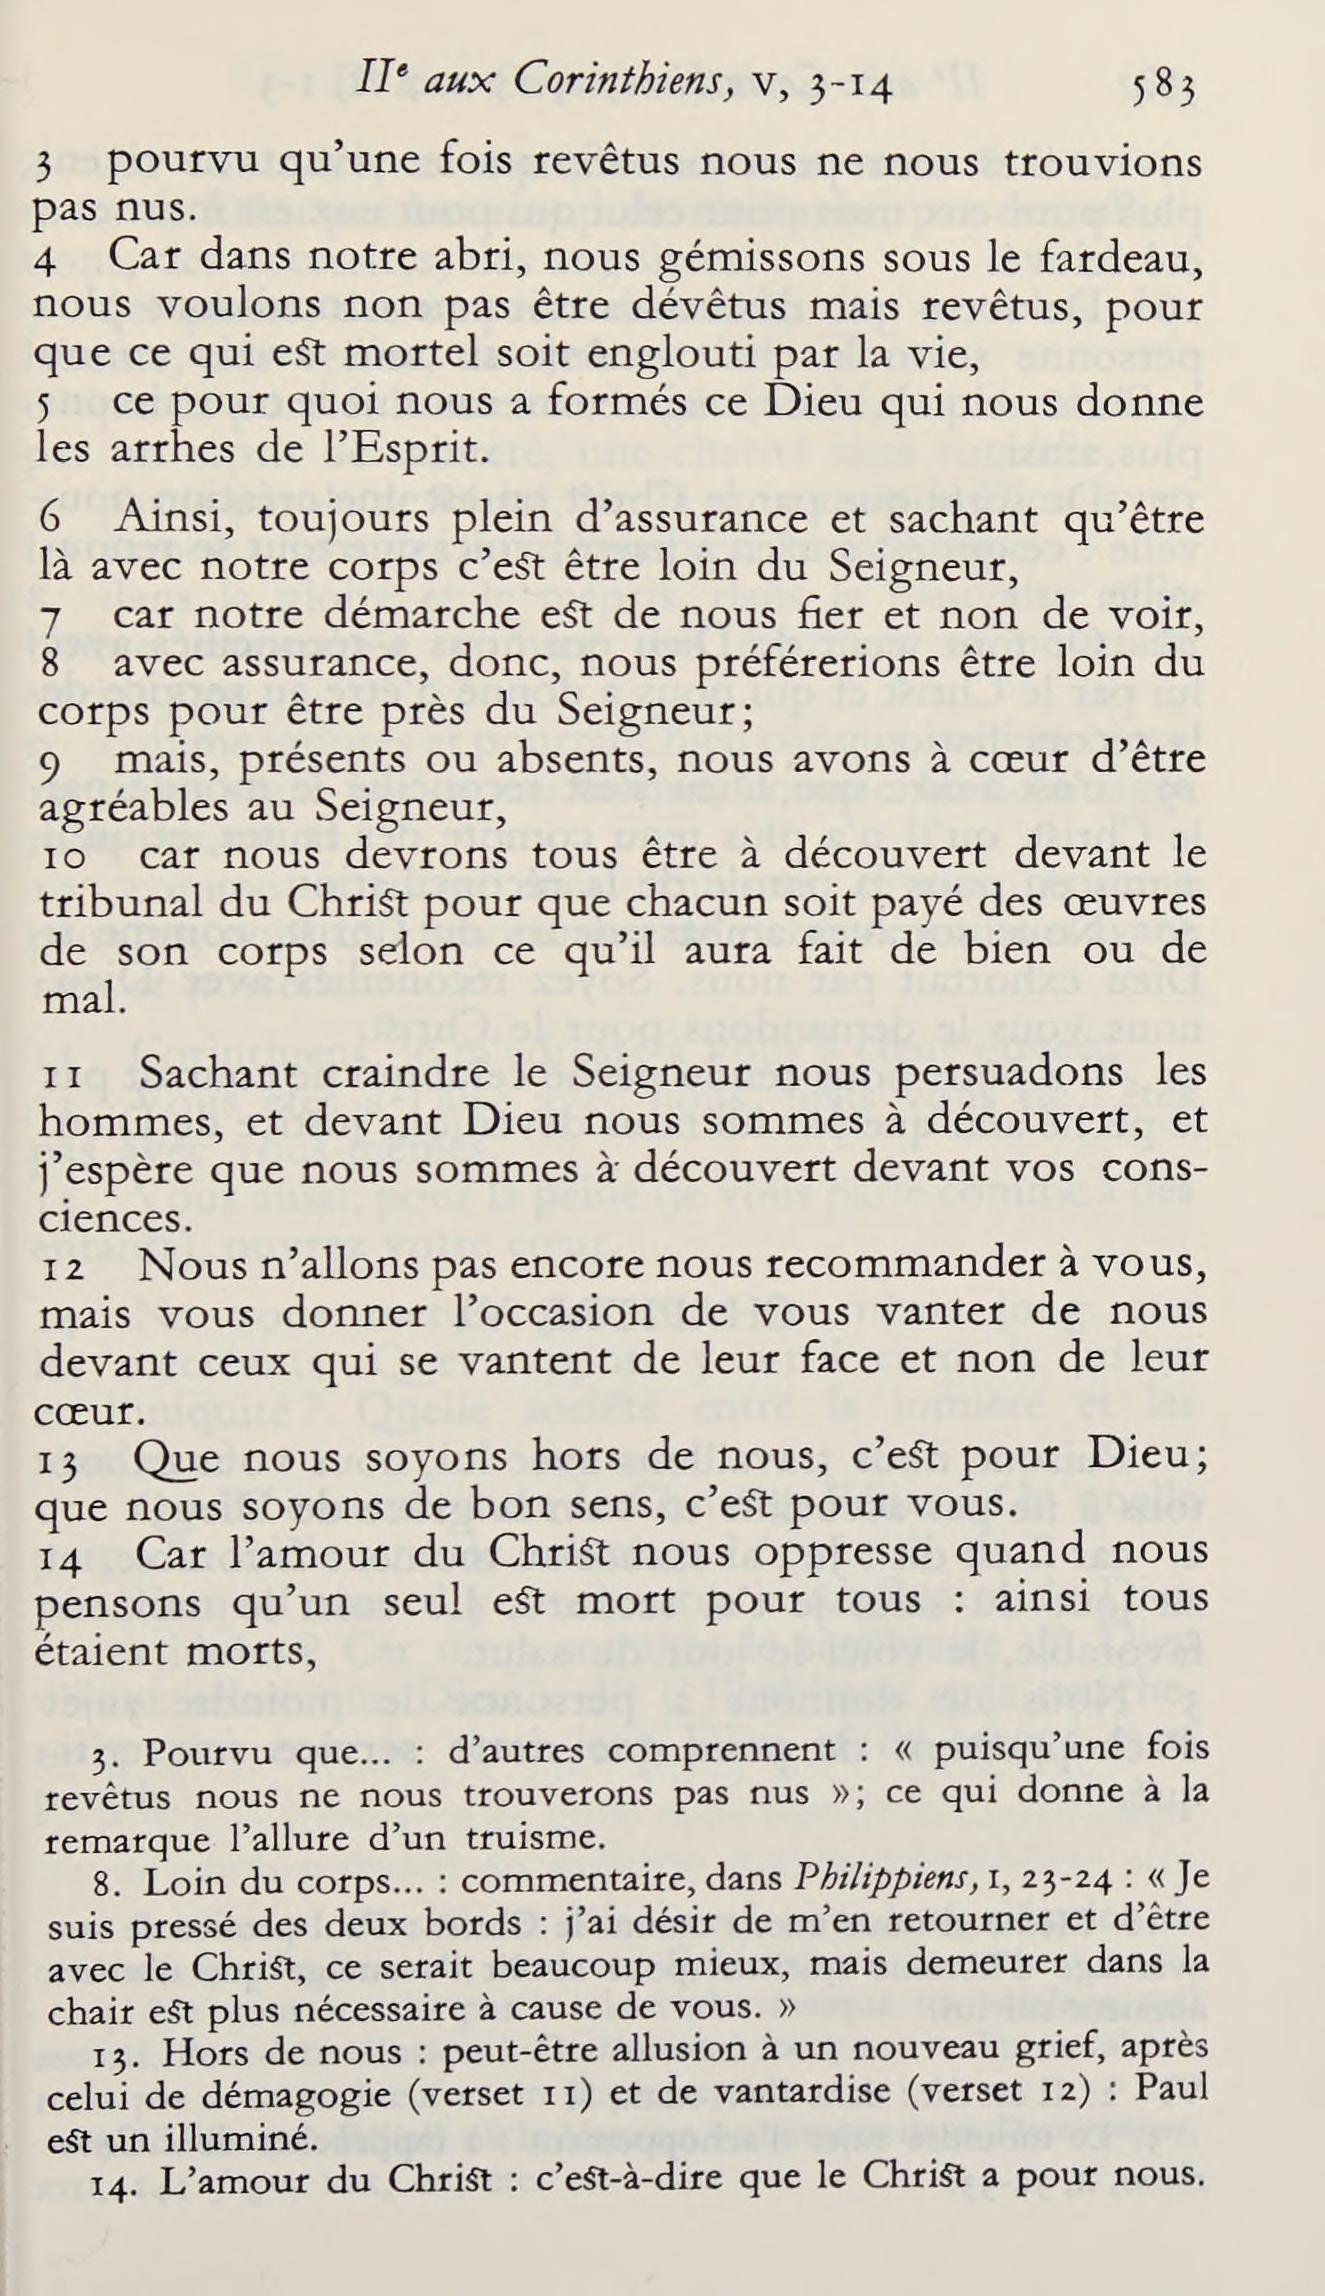 IIe aux Corinthiens, V, 3-14 583
3 pourvu qu’une fois revêtus nous ne nous trouvions
pas nus.
4 Car dans notre abri, nous gémissons sous le fardeau,
nous voulons non pas être dévêtus mais revêtus, pour
que ce qui est mortel soit englouti par la vie,
5 ce pour quoi nous a formés ce Dieu qui nous donne
les arrhes de l’Esprit.
6 Ainsi, toujours plein d’assurance et sachant qu’être
là avec notre corps c’est être loin du Seigneur,
7 car notre démarche est de nous fier et non de voir,
8 avec assurance, donc, nous préférerions être loin du
corps pour être près du Seigneur;
9 mais, présents ou absents, nous avons à cœur d’être
agréables au Seigneur,
10 car nous devrons tous être à découvert devant le
tribunal du Christ pour que chacun soit payé des œuvres
de son corps selon ce qu’il aura fait de bien ou de
mal.
11 Sachant craindre le Seigneur nous persuadons les
hommes, et devant Dieu nous sommes à découvert, et
j’espère que nous sommes à découvert devant vos cons-
ciences.
12 Nous n’allons pas encore nous recommander à vous,
mais vous donner l’occasion de vous vanter de nous
devant ceux qui se vantent de leur face et non de leur
cœur.
13 Que nous soyons hors de nous, c’est pour Dieu;
que nous soyons de bon sens, c’est pour vous.
14 Car l’amour du Christ nous oppresse quand nous
pensons qu’un seul est mort pour tous : ainsi tous
étaient morts,
3. Pourvu que... : d’autres comprennent : « puisqu’une fois
revêtus nous ne nous trouverons pas nus »; ce qui donne à la
remarque l’allure d’un truisme.
8. Loin du corps... : commentaire, dans Philippiens, I, 23-24 : « Je
suis pressé des deux bords : j’ai désir de m’en retourner et d’être
avec le Christ, ce serait beaucoup mieux, mais demeurer dans la
chair est plus nécessaire à cause de vous. »
13. Hors de nous : peut-être allusion à un nouveau grief, après
celui de démagogie (verset 11) et de vantardise (verset 12) : Paul
est un illuminé.
14. L’amour du Christ : c’est-à-dire que le Christ a pour nous.